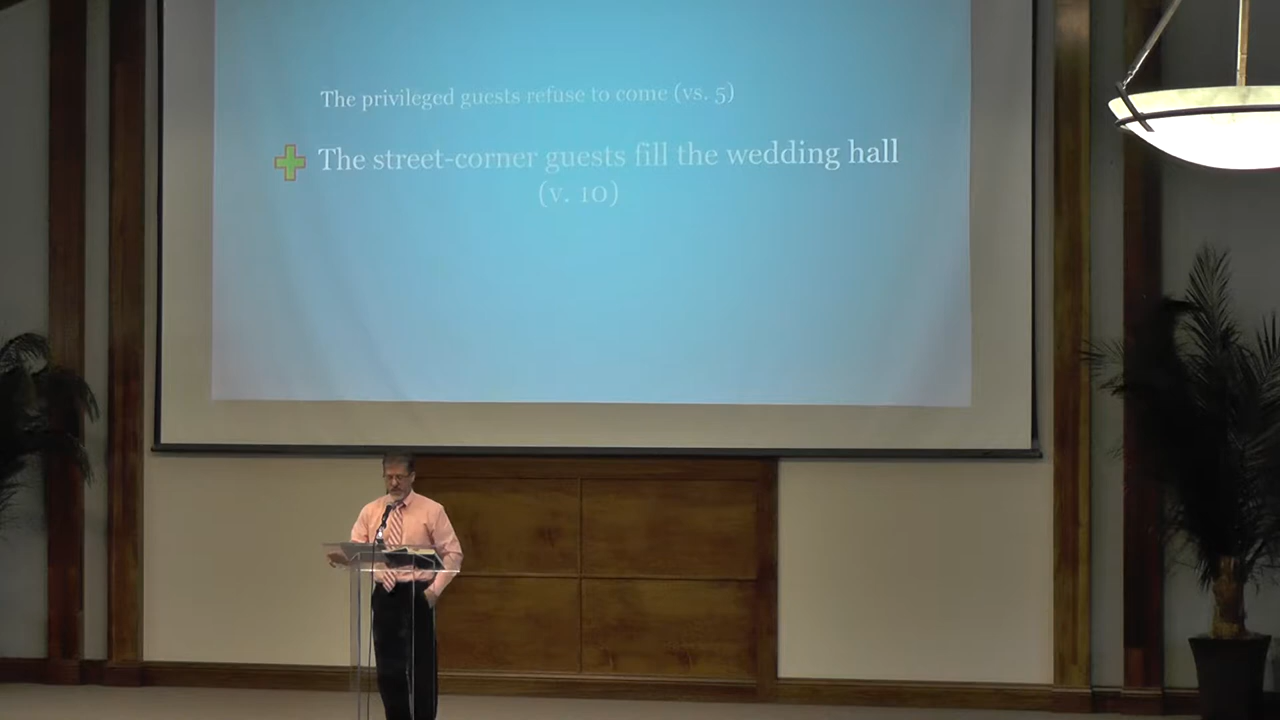 The privileged guests refuse to come (vs. 5)
The street-corner guests fill the wedding hall
(v. 10)